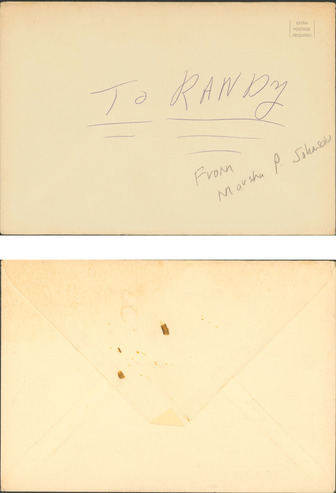 EXTRA
POSTAGE
REQUIRED
To RANDY
From
Marsha P. Johnson